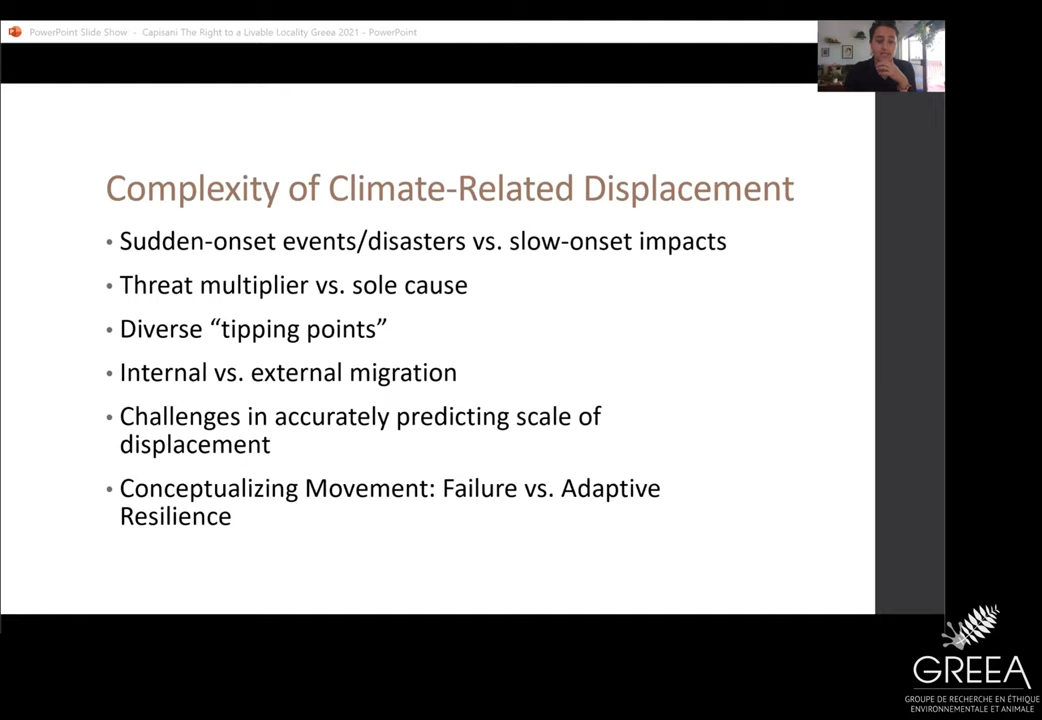 PowerPoint Slide Show - Capisani The Right to a Livable Locality Greea 2021 - PowerPoint
Complexity of Climate-Related Displacement
• Sudden-onset events/disasters vs. slow-onset impacts
• Threat multiplier vs. sole cause
• Diverse “tipping points”
• Internal vs. external migration
• Challenges in accurately predicting scale of
displacement
• Conceptualizing Movement: Failure vs. Adaptive
Resilience
GREEA
GROUPE DE RECHERCHE EN ÉTHIQUE
ENVIRONNEMENTALE ET ANIMALE